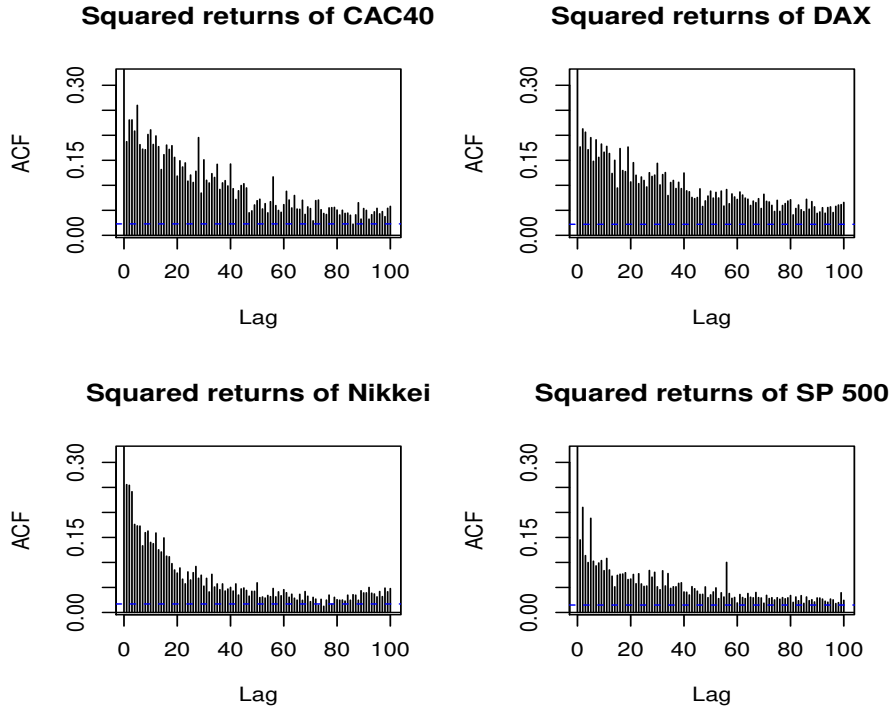 Squared returns of CAC40
ACF
0.00 0.15 0.30
0 20 40 60 80 100
Lag
Squared returns of DAX
ACF
0.00 0.15 0.30
0 20 40 60 80 100
Lag
Squared returns of Nikkei
ACF
0.00 0.15 0.30
0 20 40 60 80 100
Lag
Squared returns of SP 500
ACF
0.00 0.15 0.30
0 20 40 60 80 100
Lag